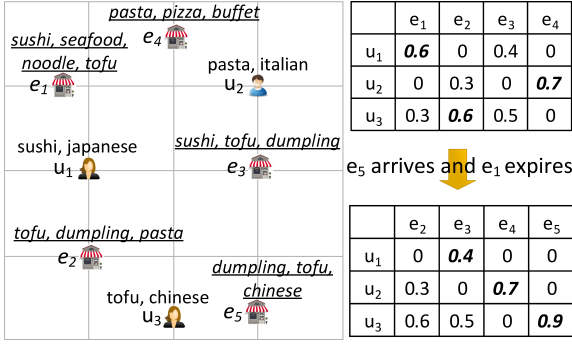 pasta, pizza, buffet
e4
sushi, seafood,
noodle, tofu
e1
pasta, italian
u2
sushi, japanese
u1
sushi, tofu, dumpling
e3
tofu, dumpling, pasta
e2
dumpling, tofu,
chinese
e5
tofu, chinese
u3
e1 e2 e3 e4
u1 0.6 0 0.4 0
u2 0 0.3 0 0.7
u3 0.3 0.6 0.5 0
e5 arrives and e1 expires
e2 e3 e4 e5
u1 0 0.4 0 0
u2 0.3 0 0.7 0
u3 0.6 0.5 0 0.9